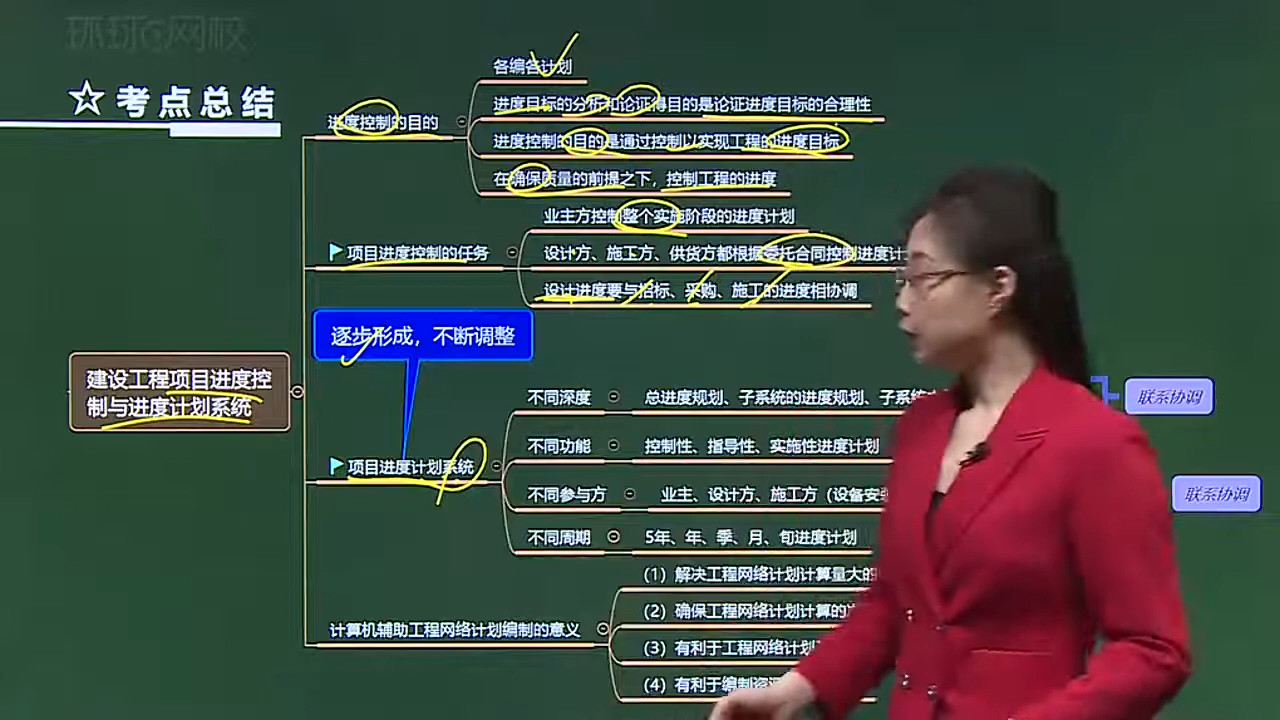 环球网校
☆考点总结
各编各计划
进度目标的分析和论证得目的是论证进度目标的合理性
进度控制的目的
进度控制的目的是通过控制以实现工程的进度目标
在确保质量的前提之下，控制工程的进度
业主方控制整个实施阶段的进度计划
项目进度控制的任务
设计方、施工方、供货方都根据委托合同控制进度计
设计进度要与招标、采购、施工的进度相协调
逐步形成，不断调整
建设工程项目进度控
制与进度计划系统
不同深度
总进度规划、子系统的进度规划、子系统
联系协调
不同功能
控制性、指导性、实施性进度计划
项目进度计划系统
不同参与方
业主、设计方、施工方（设备安
联系协调
不同周期
5年、年、季、月、旬进度计划
（1）解决工程网络计划计算量大的
（2）确保工程网络计划计算的
计算机辅助工程网络计划编制的意义
（3）有利于工程网络计划
（4）有利于编制资